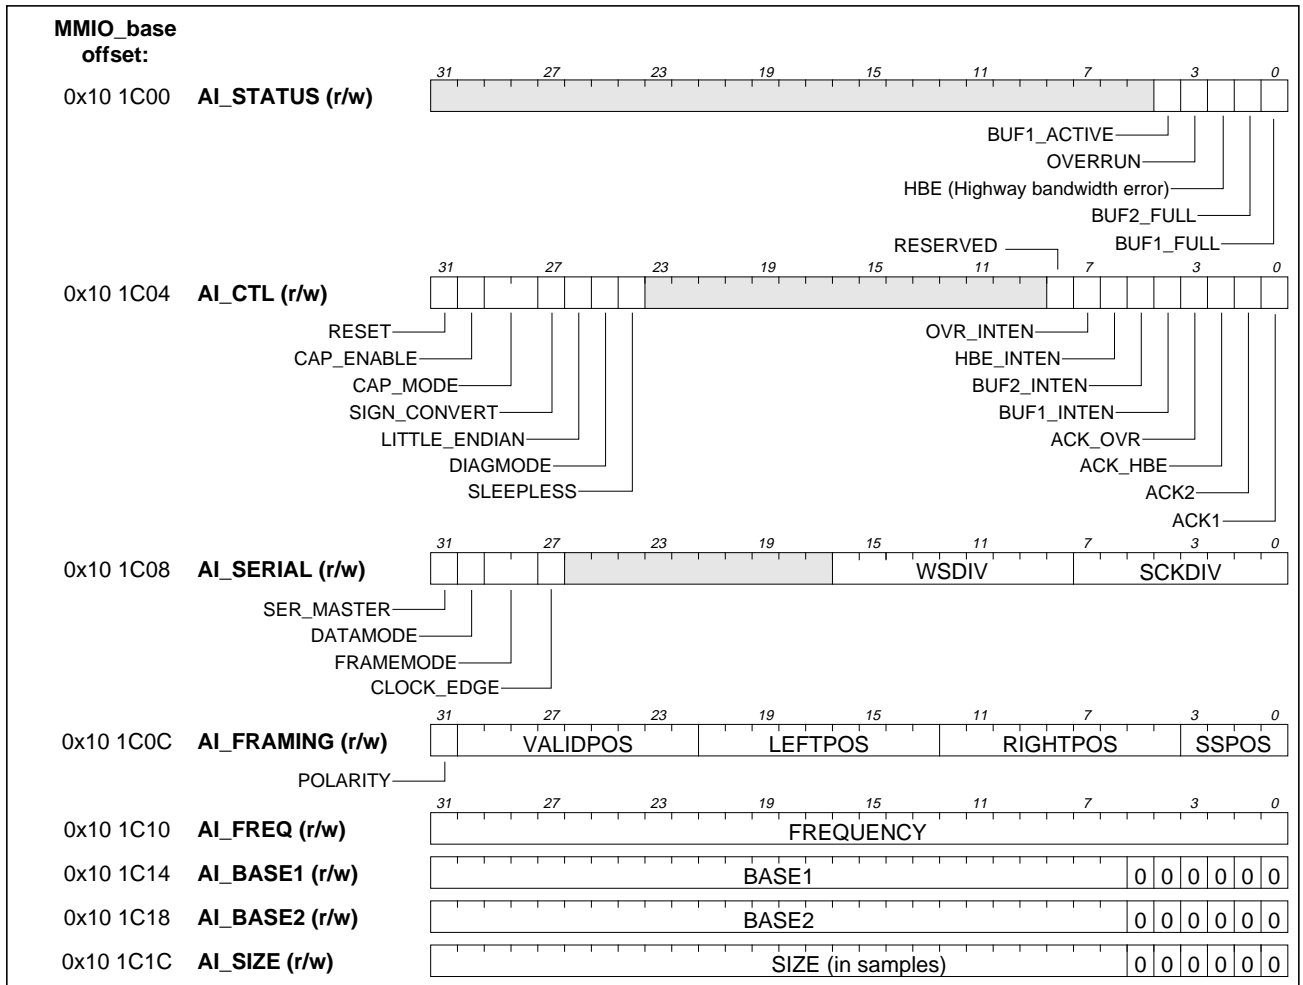 MMIO_base
offset:
31 27 23 19 15 11 7 3 0
0x10 1C00 AI_STATUS (r/w)
BUF1_ACTIVE
OVERRUN
HBE (Highway bandwidth error)
BUF2_FULL
RESERVED BUF1_FULL
31 27 23 19 15 11 7 3 0
0x10 1C04 AI_CTL (r/w)
RESET OVR_INTEN
CAP_ENABLE HBE_INTEN
CAP_MODE BUF2_INTEN
SIGN_CONVERT BUF1_INTEN
LITTLE_ENDIAN ACK_OVR
DIAGMODE ACK_HBE
SLEEPLESS ACK2
ACK1
31 27 23 19 15 11 7 3 0
0x10 1C08 AI_SERIAL (r/w) WSDIV SCKDIV
SER_MASTER
DATAMODE
FRAMEMODE
CLOCK_EDGE
31 27 23 19 15 11 7 3 0
0x10 1C0C AI_FRAMING (r/w) VALIDPOS LEFTPOS RIGHTPOS SSPOS
POLARITY
31 27 23 19 15 11 7 3 0
0x10 1C10 AI_FREQ (r/w) FREQUENCY
0x10 1C14 AI_BASE1 (r/w) BASE1 0 0 0 0 0 0
0x10 1C18 AI_BASE2 (r/w) BASE2 0 0 0 0 0 0
0x10 1C1C AI_SIZE (r/w) SIZE (in samples) 0 0 0 0 0 0